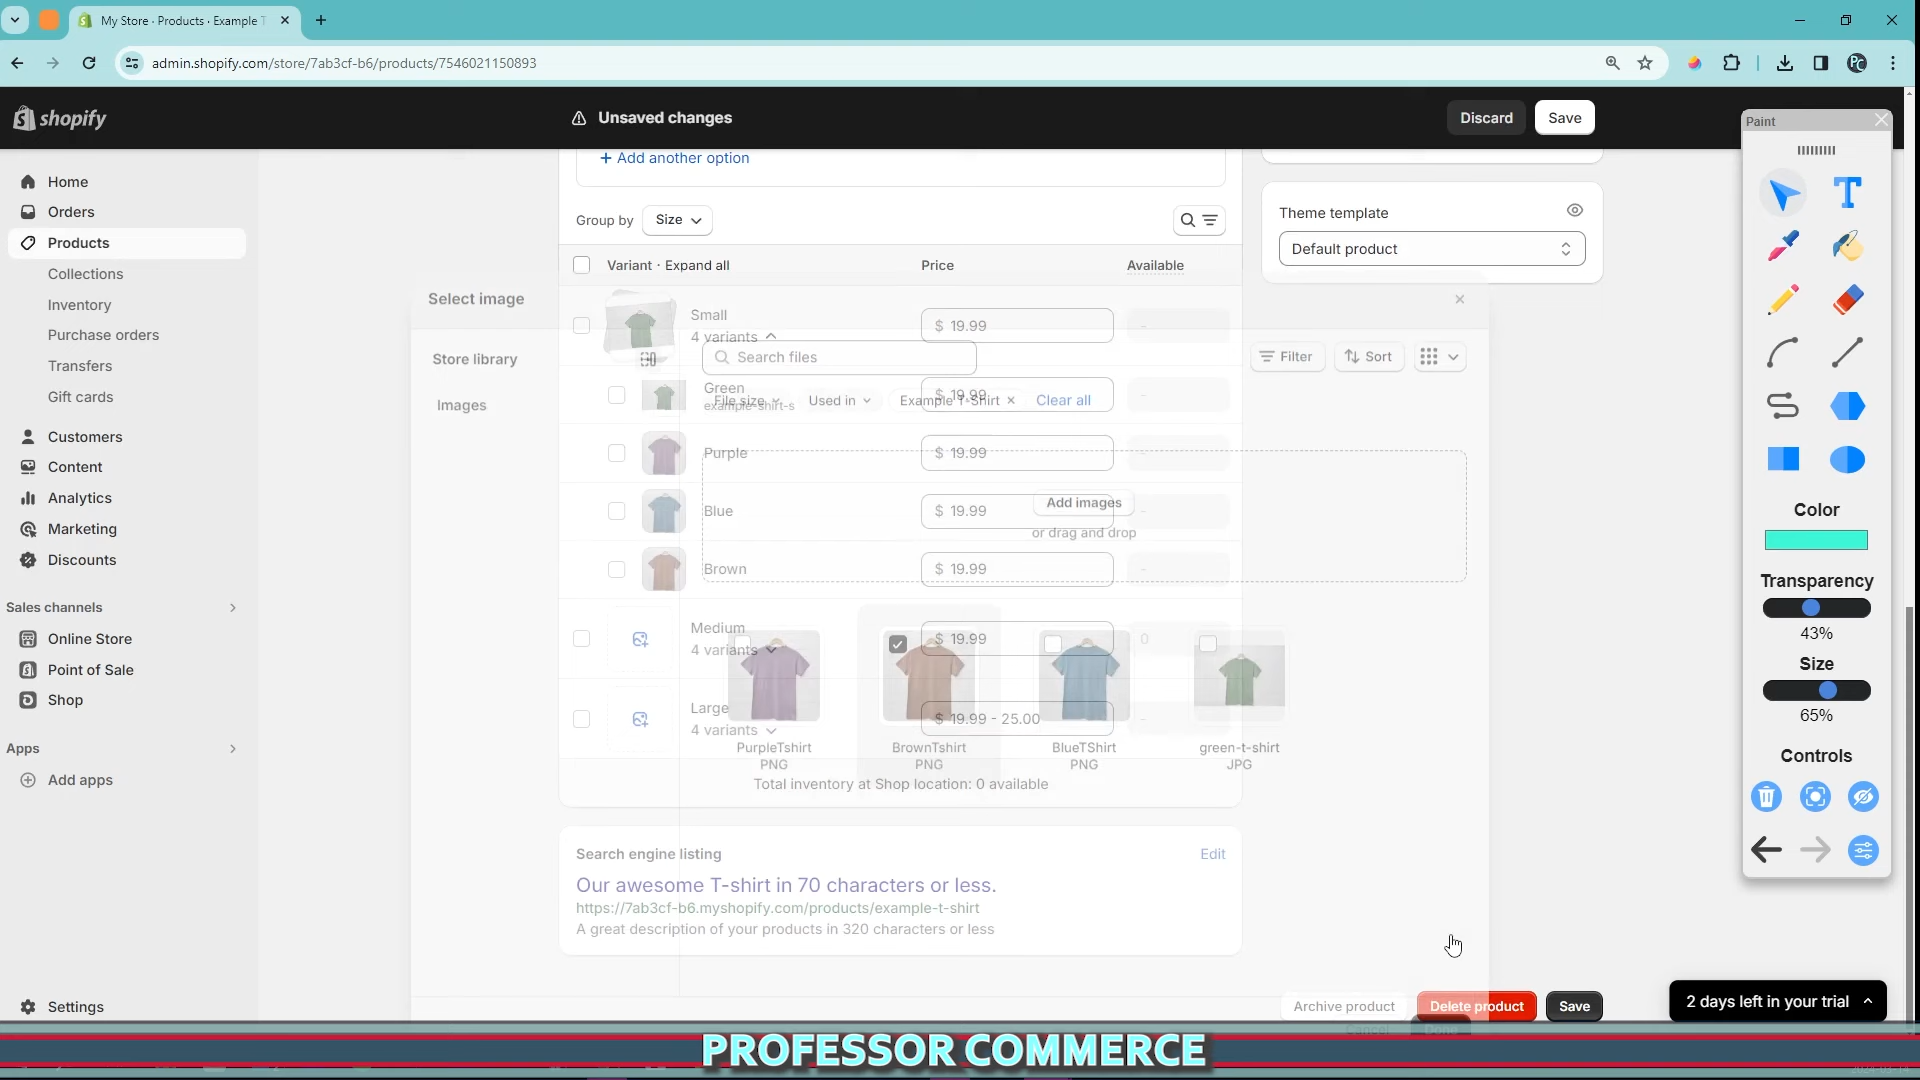 My Store · Products · Example T
admin.shopify.com/store/7ab3cf-b6/products/7546021150893
shopify
Unsaved changes
Discard
Save
Home
Orders
Products
Collections
Inventory
Purchase orders
Transfers
Gift cards
Customers
Content
Analytics
Marketing
Discounts
Sales channels
Online Store
Point of Sale
Shop
Apps
Add apps
Settings
+ Add another option
Group by
Size
Variant · Expand all
Price
Available
Small
4 variants
$ 19.99
-
Green
example-shirt-s
$ 19.99
-
Purple
$ 19.99
Blue
$ 19.99
-
Brown
$ 19.99
-
Medium
4 variants
$ 19.99
0
Large
4 variants
$ 19.99 - 25.00
Total inventory at Shop location: 0 available
Select image
Store library
Images
Search files
Filter
Sort
File size
Used in
Example T-Shirt
Clear all
Add images
or drag and drop
PurpleTshirt
PNG
BrownTshirt
PNG
BlueTShirt
PNG
green-t-shirt
JPG
Cancel
Done
Search engine listing
Edit
Our awesome T-shirt in 70 characters or less.
https://7ab3cf-b6.myshopify.com/products/example-t-shirt
A great description of your products in 320 characters or less
Theme template
Default product
Archive product
Delete product
Save
2 days left in your trial
Paint
T
Color
Transparency
43%
Size
65%
Controls
PROFESSOR COMMERCE